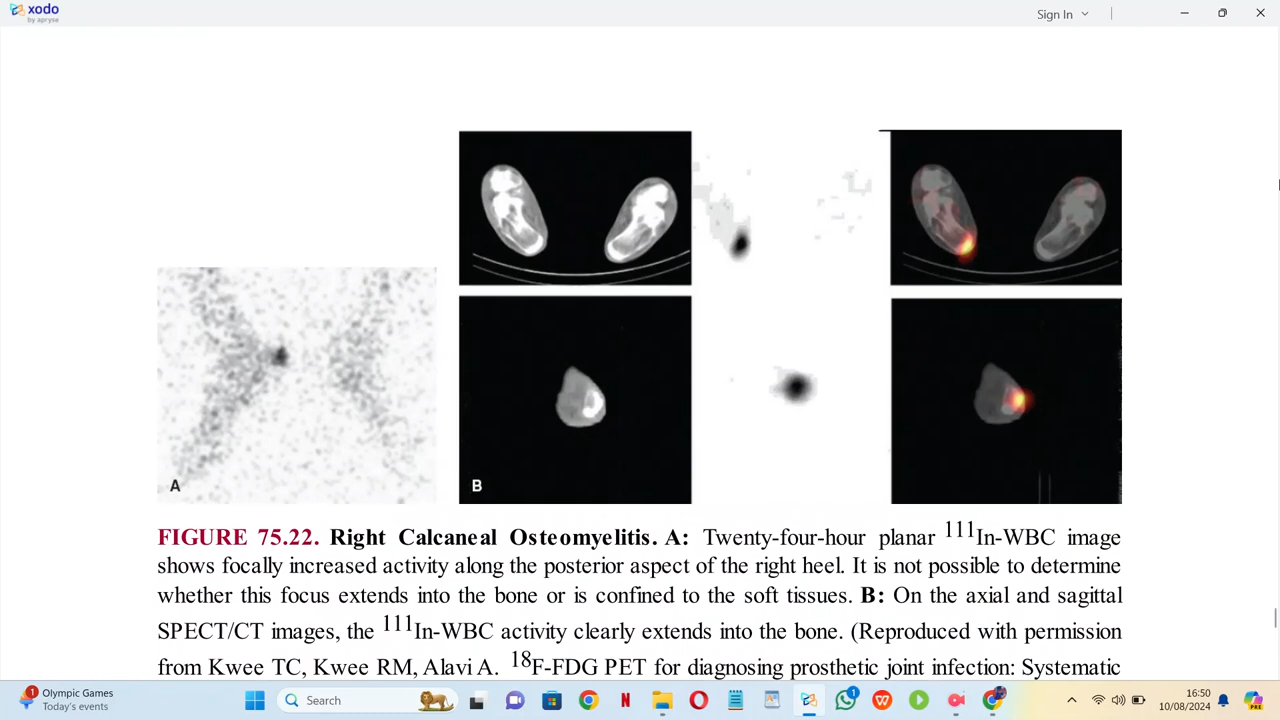 xodo
by apryse
Sign In
A
B
FIGURE 75.22. Right Calcaneal Osteomyelitis. A: Twenty-four-hour planar 111In-WBC image
shows focally increased activity along the posterior aspect of the right heel. It is not possible to determine
whether this focus extends into the bone or is confined to the soft tissues. B: On the axial and sagittal
SPECT/CT images, the 111In-WBC activity clearly extends into the bone. (Reproduced with permission
from Kwee TC, Kwee RM, Alavi A. 18F-FDG PET for diagnosing prosthetic joint infection: Systematic
1
Olympic Games
Today's events
Search
N
1
16:50
10/08/2024